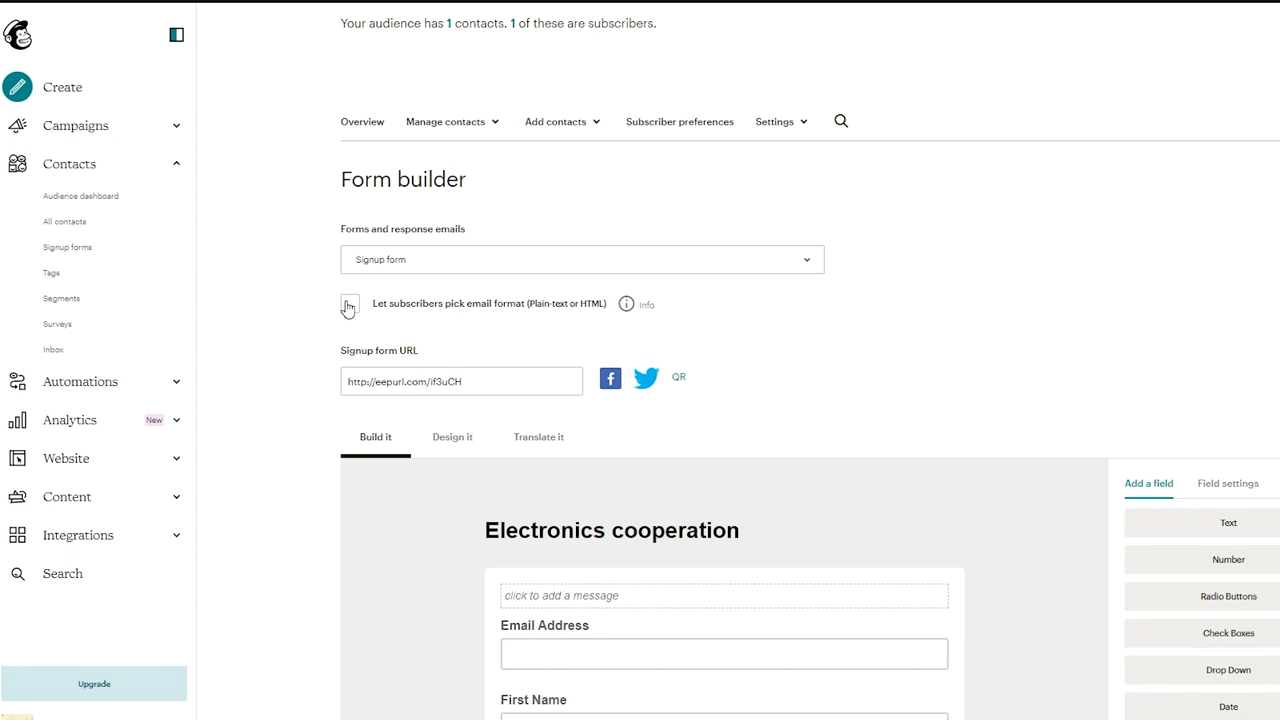 Your audience has 1 contacts. 1 of these are subscribers.
Create
Campaigns
Contacts
Audience dashboard
All contacts
Signup forms
Tags
Segments
Surveys
Inbox
Automations
Analytics New
Website
Content
Integrations
Search
Upgrade
Overview Manage contacts Add contacts Subscriber preferences Settings
Form builder
Forms and response emails
Signup form
Let subscribers pick email format (Plain-text or HTML) Info
Signup form URL
http://eepurl.com/if3uCH QR
Build it Design it Translate it
Electronics cooperation
click to add a message
Email Address
First Name
Add a field Field settings
Text
Number
Radio Buttons
Check Boxes
Drop Down
Date